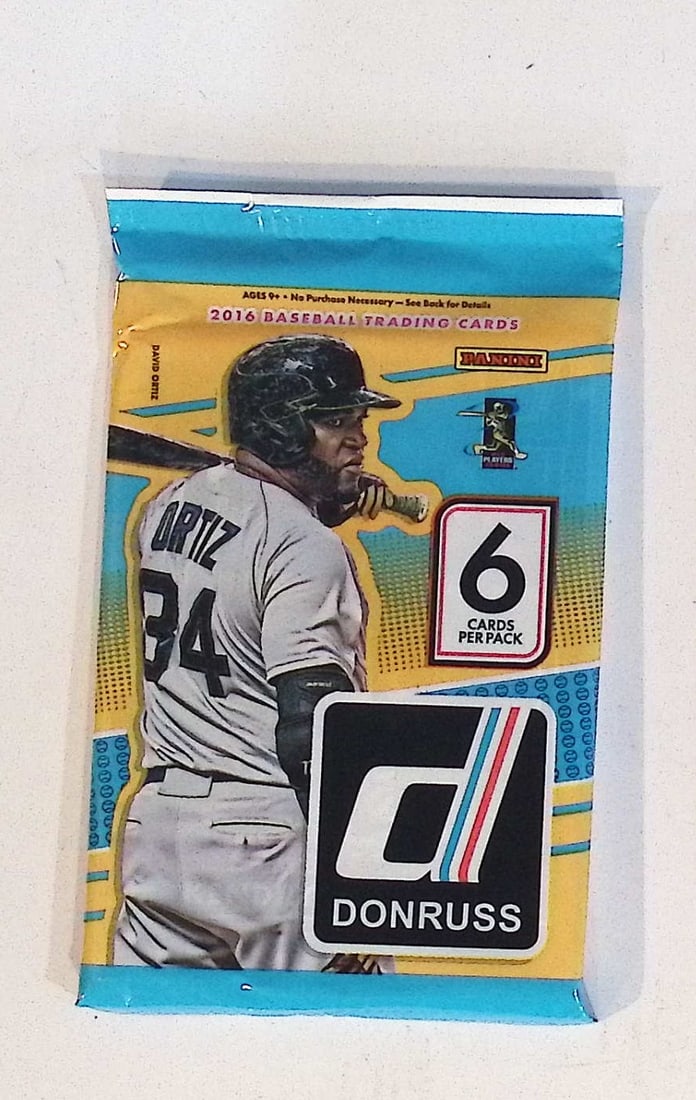 AGES 9+ • No Purchase Necessary — See Back for Details
2016 BASEBALL TRADING CARDS
PANINI
DAVID ORTIZ
PLAYERS
ORTIZ
34
6
CARDS
PER PACK
d
DONRUSS